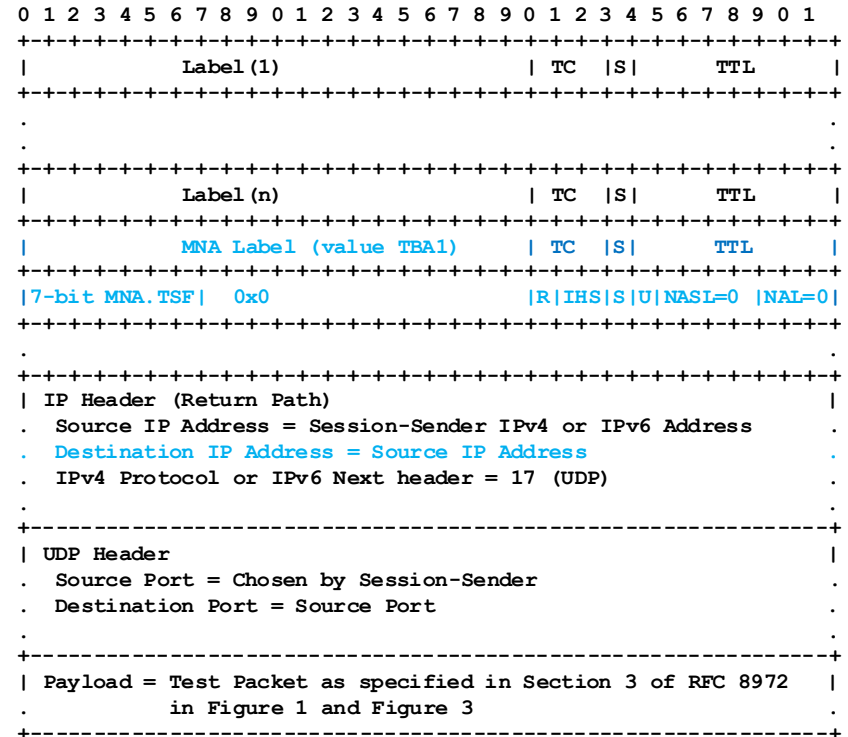 0 1 2 3 4 5 6 7 8 9 0 1 2 3 4 5 6 7 8 9 0 1 2 3 4 5 6 7 8 9 0 1
+-+-+-+-+-+-+-+-+-+-+-+-+-+-+-+-+-+-+-+-+-+-+-+-+-+-+-+-+-+-+-+-+
|             Label(1)                  | TC  |S|      TTL      |
+-+-+-+-+-+-+-+-+-+-+-+-+-+-+-+-+-+-+-+-+-+-+-+-+-+-+-+-+-+-+-+-+
.                                                               .
.                                                               .
+-+-+-+-+-+-+-+-+-+-+-+-+-+-+-+-+-+-+-+-+-+-+-+-+-+-+-+-+-+-+-+-+
|             Label(n)                  | TC  |S|      TTL      |
+-+-+-+-+-+-+-+-+-+-+-+-+-+-+-+-+-+-+-+-+-+-+-+-+-+-+-+-+-+-+-+-+
|             MNA Label (value TBA1)    | TC  |S|      TTL      |
+-+-+-+-+-+-+-+-+-+-+-+-+-+-+-+-+-+-+-+-+-+-+-+-+-+-+-+-+-+-+-+-+
|7-bit MNA.TSF|  0x0                    |R|IHS|S|U|NASL=0 |NAL=0|
+-+-+-+-+-+-+-+-+-+-+-+-+-+-+-+-+-+-+-+-+-+-+-+-+-+-+-+-+-+-+-+-+
.                                                               .
+-+-+-+-+-+-+-+-+-+-+-+-+-+-+-+-+-+-+-+-+-+-+-+-+-+-+-+-+-+-+-+-+
| IP Header (Return Path)                                       |
.  Source IP Address = Session-Sender IPv4 or IPv6 Address      .
.  Destination IP Address = Source IP Address                   .
.  IPv4 Protocol or IPv6 Next header = 17 (UDP)                 .
.                                                               .
+---------------------------------------------------------------+
| UDP Header                                                    |
.  Source Port = Chosen by Session-Sender                       .
.  Destination Port = Source Port                               .
.                                                               .
+---------------------------------------------------------------+
| Payload = Test Packet as specified in Section 3 of RFC 8972   |
.           in Figure 1 and Figure 3                            .
+---------------------------------------------------------------+